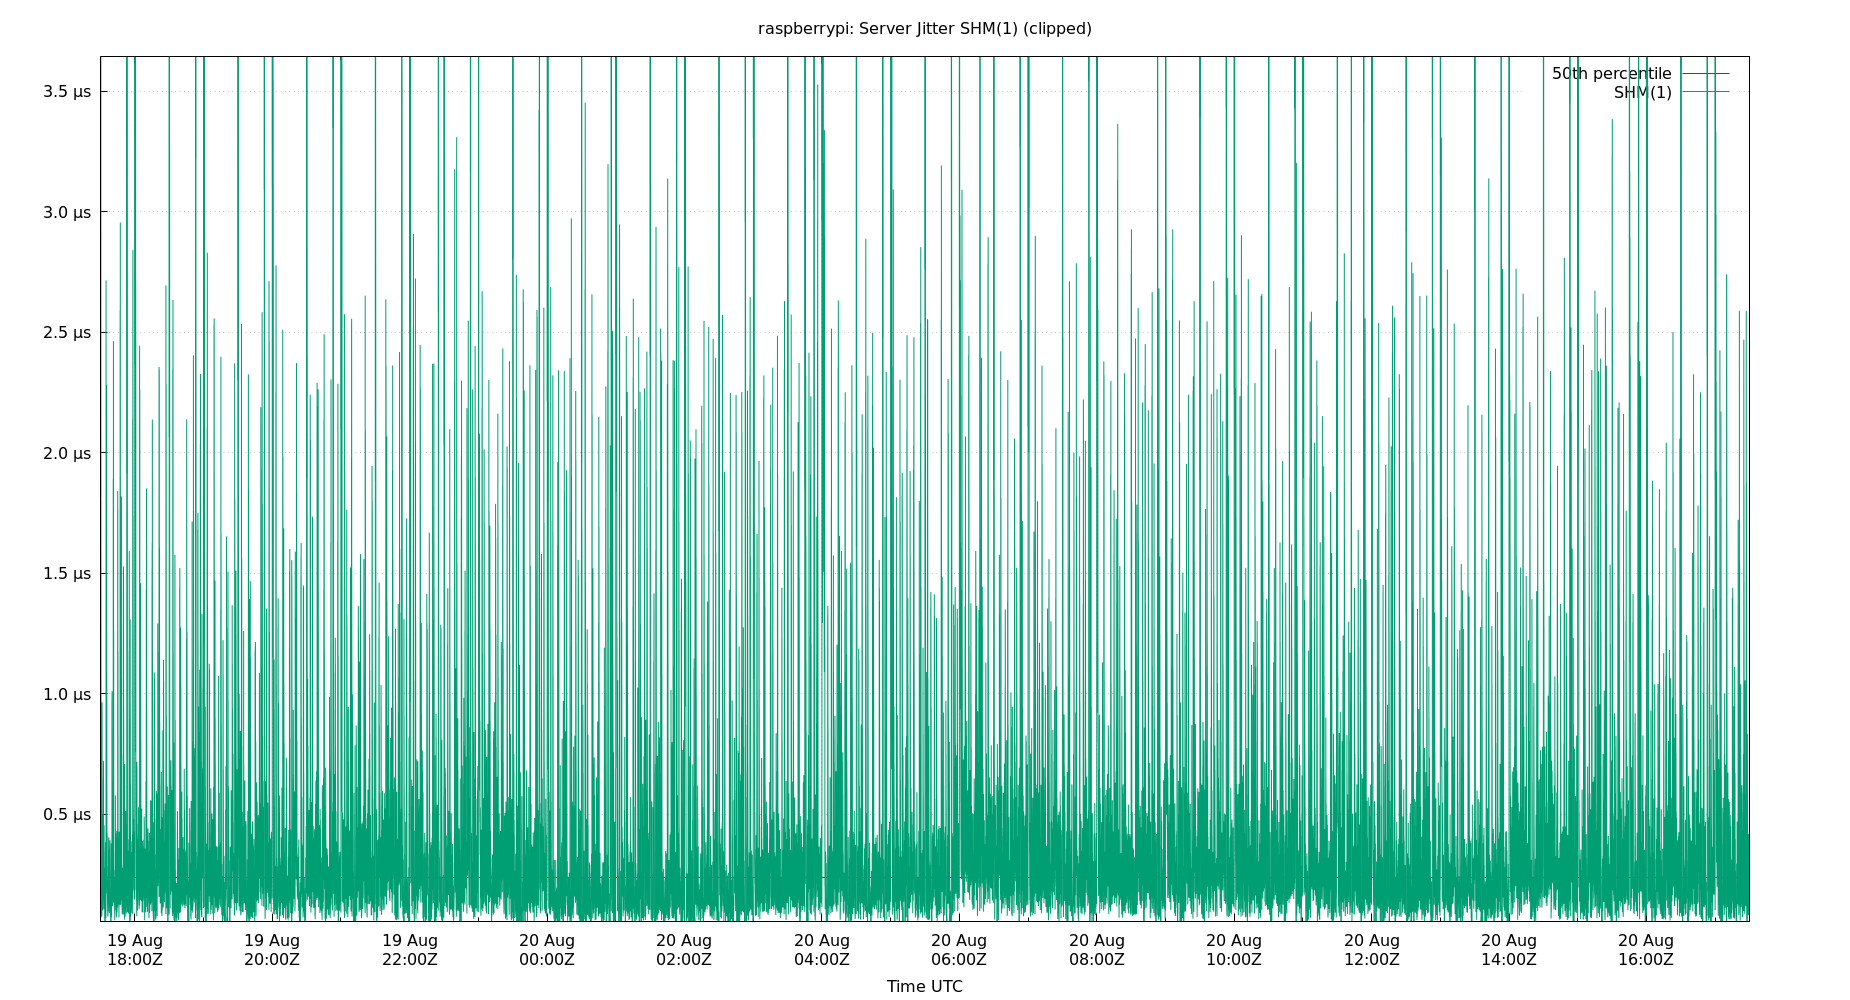 raspberrypi: Server Jitter SHM(1) (clipped)
50th percentile
SHM(1)
3.5 µs
3.0 µs
2.5 µs
2.0 µs
1.5 µs
1.0 µs
0.5 µs
19 Aug 19 Aug 19 Aug 20 Aug 20 Aug 20 Aug 20 Aug 20 Aug 20 Aug 20 Aug 20 Aug 20 Aug
18:00Z 20:00Z 22:00Z 00:00Z 02:00Z 04:00Z 06:00Z 08:00Z 10:00Z 12:00Z 14:00Z 16:00Z
Time UTC